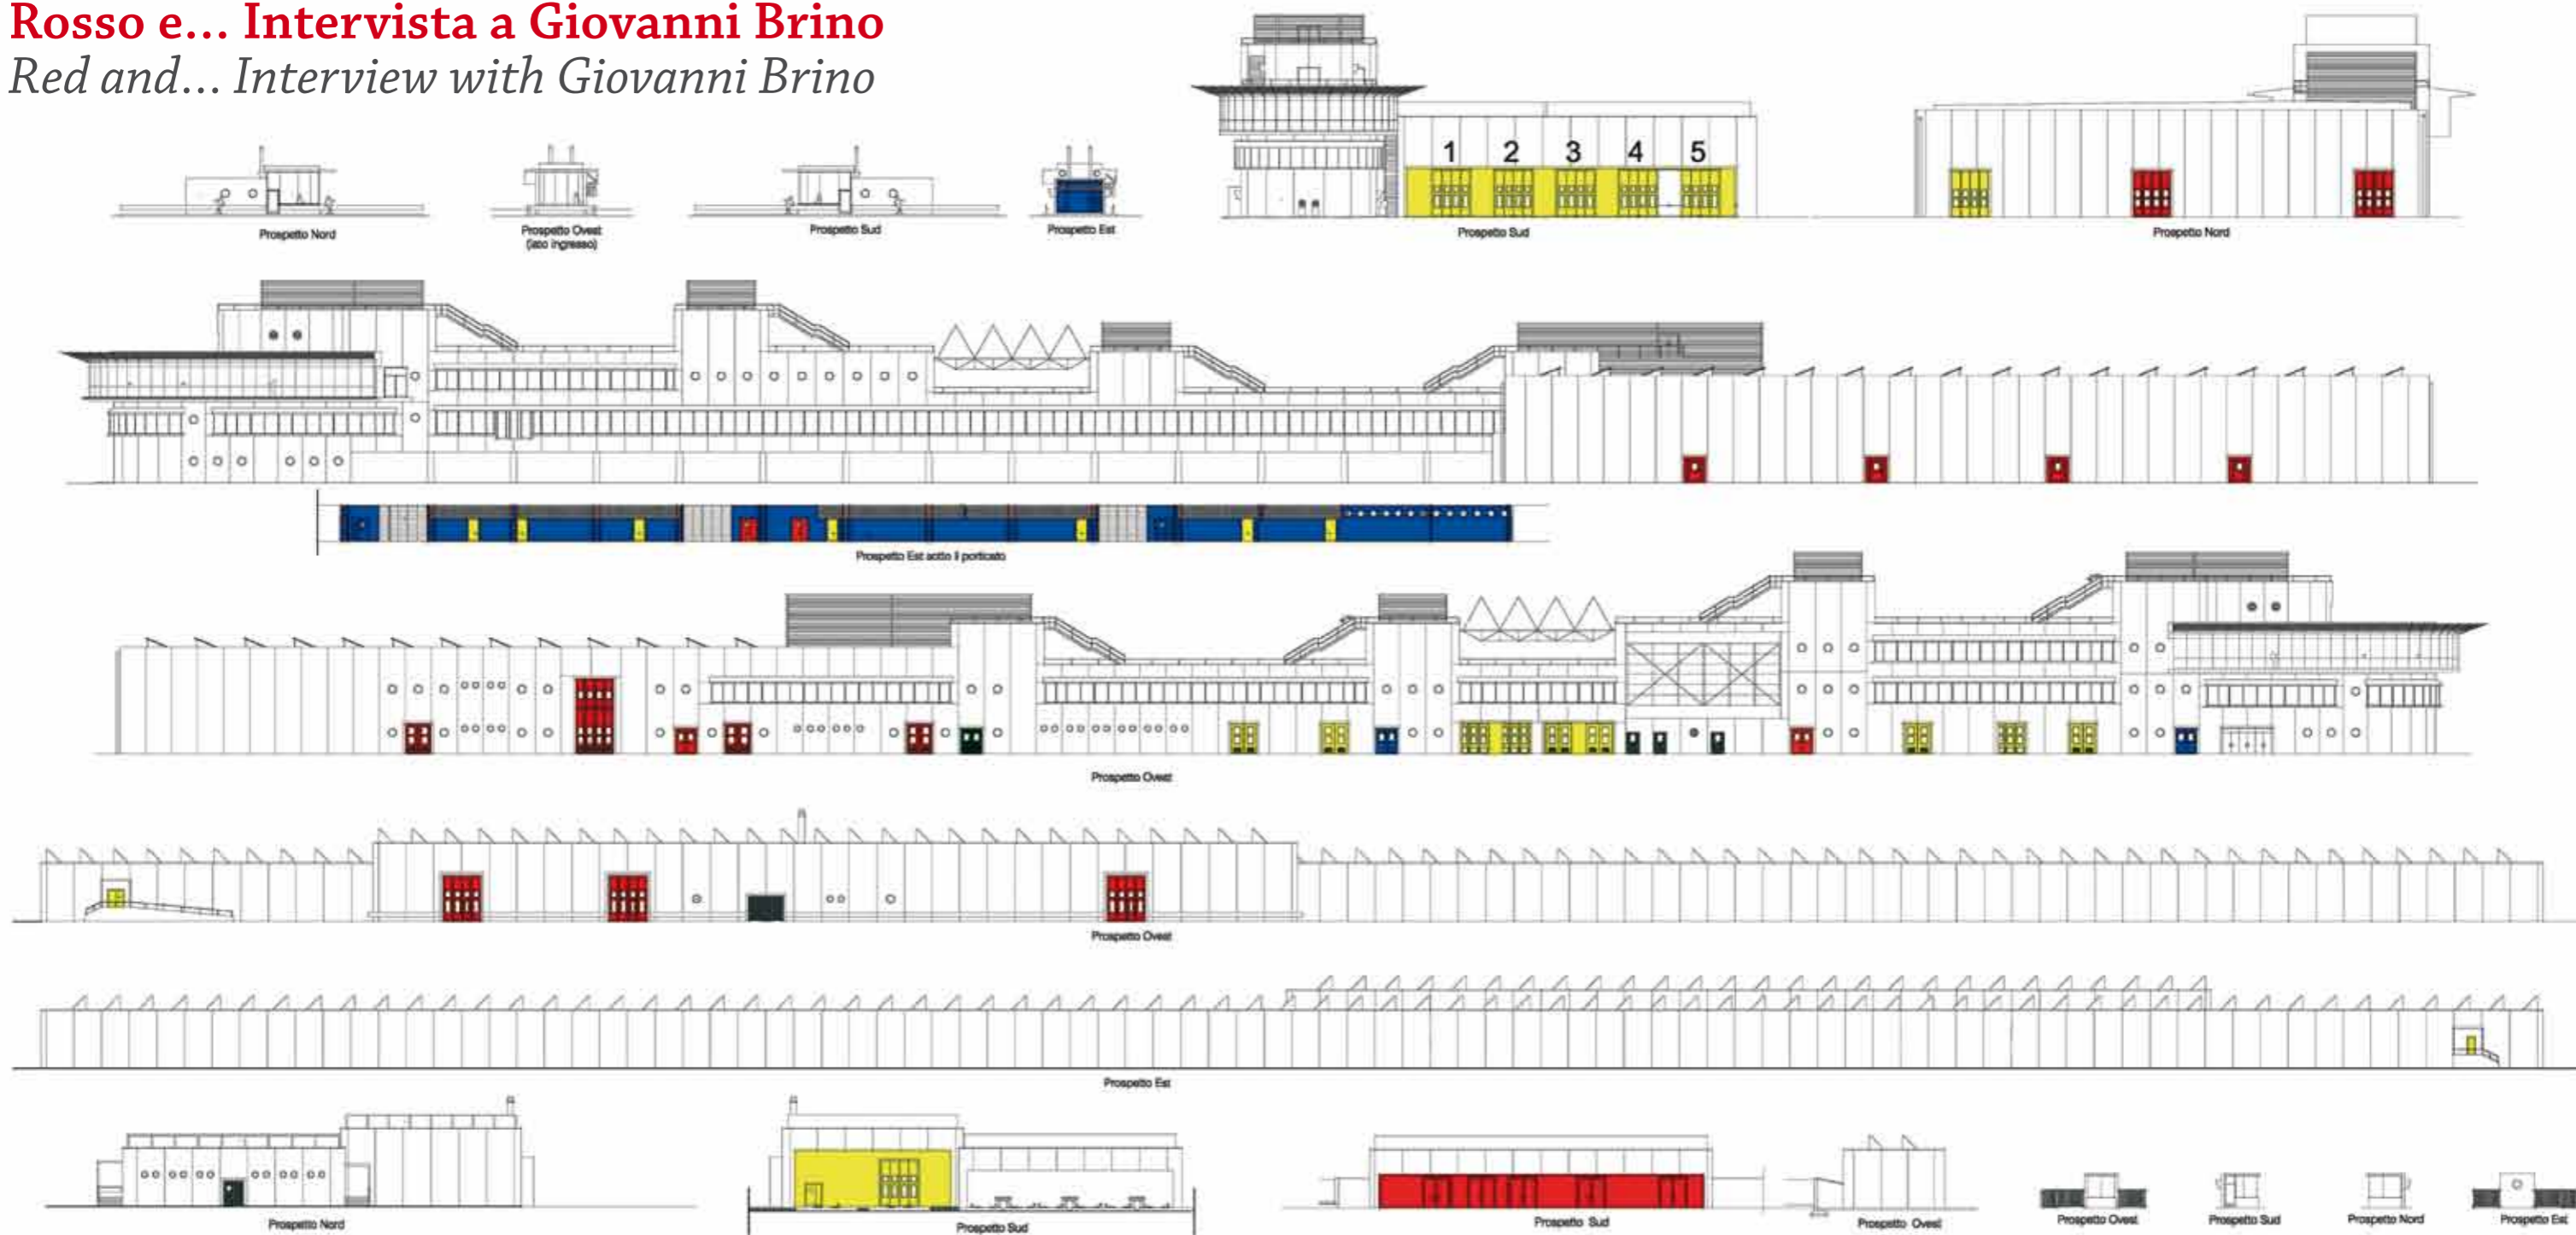 Rosso e... Intervista a Giovanni Brino
Red and... Interview with Giovanni Brino
1 2 3 4 5
Prospetto Nord
Prospetto Ovest
(lato ingresso)
Prospetto Sud
Prospetto Est
Prospetto Sud
Prospetto Nord
Prospetto Est sotto il porticato
Prospetto Ovest
Prospetto Ovest
Prospetto Est
Prospetto Nord
Prospetto Sud
Prospetto Sud
Prospetto Ovest
Prospetto Ovest
Prospetto Sud
Prospetto Nord
Prospetto Est